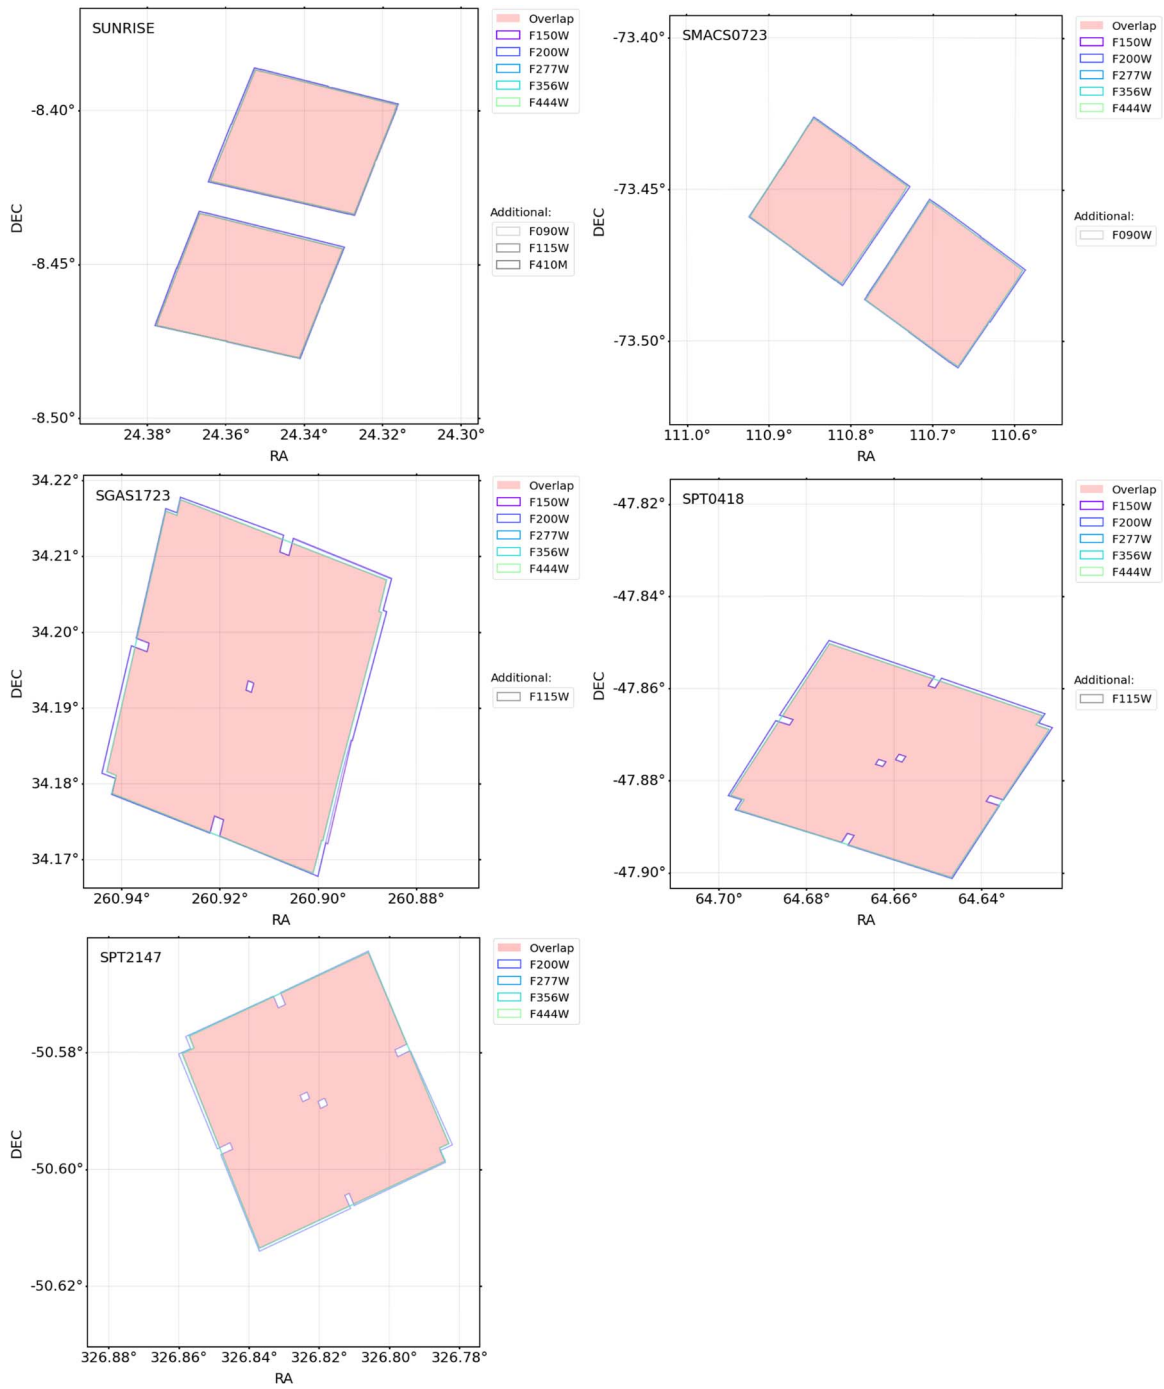 SUNRISE
-8.40°
-8.45°
-8.50°
DEC
24.38° 24.36° 24.34° 24.32° 24.30°
RA
Overlap
F150W
F200W
F277W
F356W
F444W
Additional:
F090W
F115W
F410M
SMACS0723
-73.40°
-73.45°
-73.50°
DEC
111.0° 110.9° 110.8° 110.7° 110.6°
RA
Overlap
F150W
F200W
F277W
F356W
F444W
Additional:
F090W
SGAS1723
34.22°
34.21°
34.20°
34.19°
34.18°
34.17°
DEC
260.94° 260.92° 260.90° 260.88°
RA
Overlap
F150W
F200W
F277W
F356W
F444W
Additional:
F115W
SPT0418
-47.82°
-47.84°
-47.86°
-47.88°
-47.90°
DEC
64.70° 64.68° 64.66° 64.64°
RA
Overlap
F150W
F200W
F277W
F356W
F444W
Additional:
F115W
SPT2147
-50.58°
-50.60°
-50.62°
DEC
326.88° 326.86° 326.84° 326.82° 326.80° 326.78°
RA
Overlap
F200W
F277W
F356W
F444W